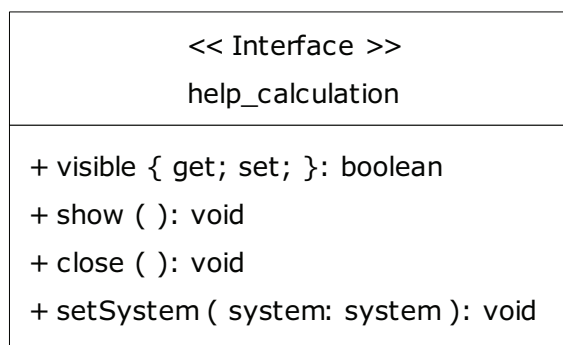 << Interface >>
help_calculation
+ visible { get; set; }: boolean
+ show ( ): void
+ close ( ): void
+ setSystem ( system: system ): void